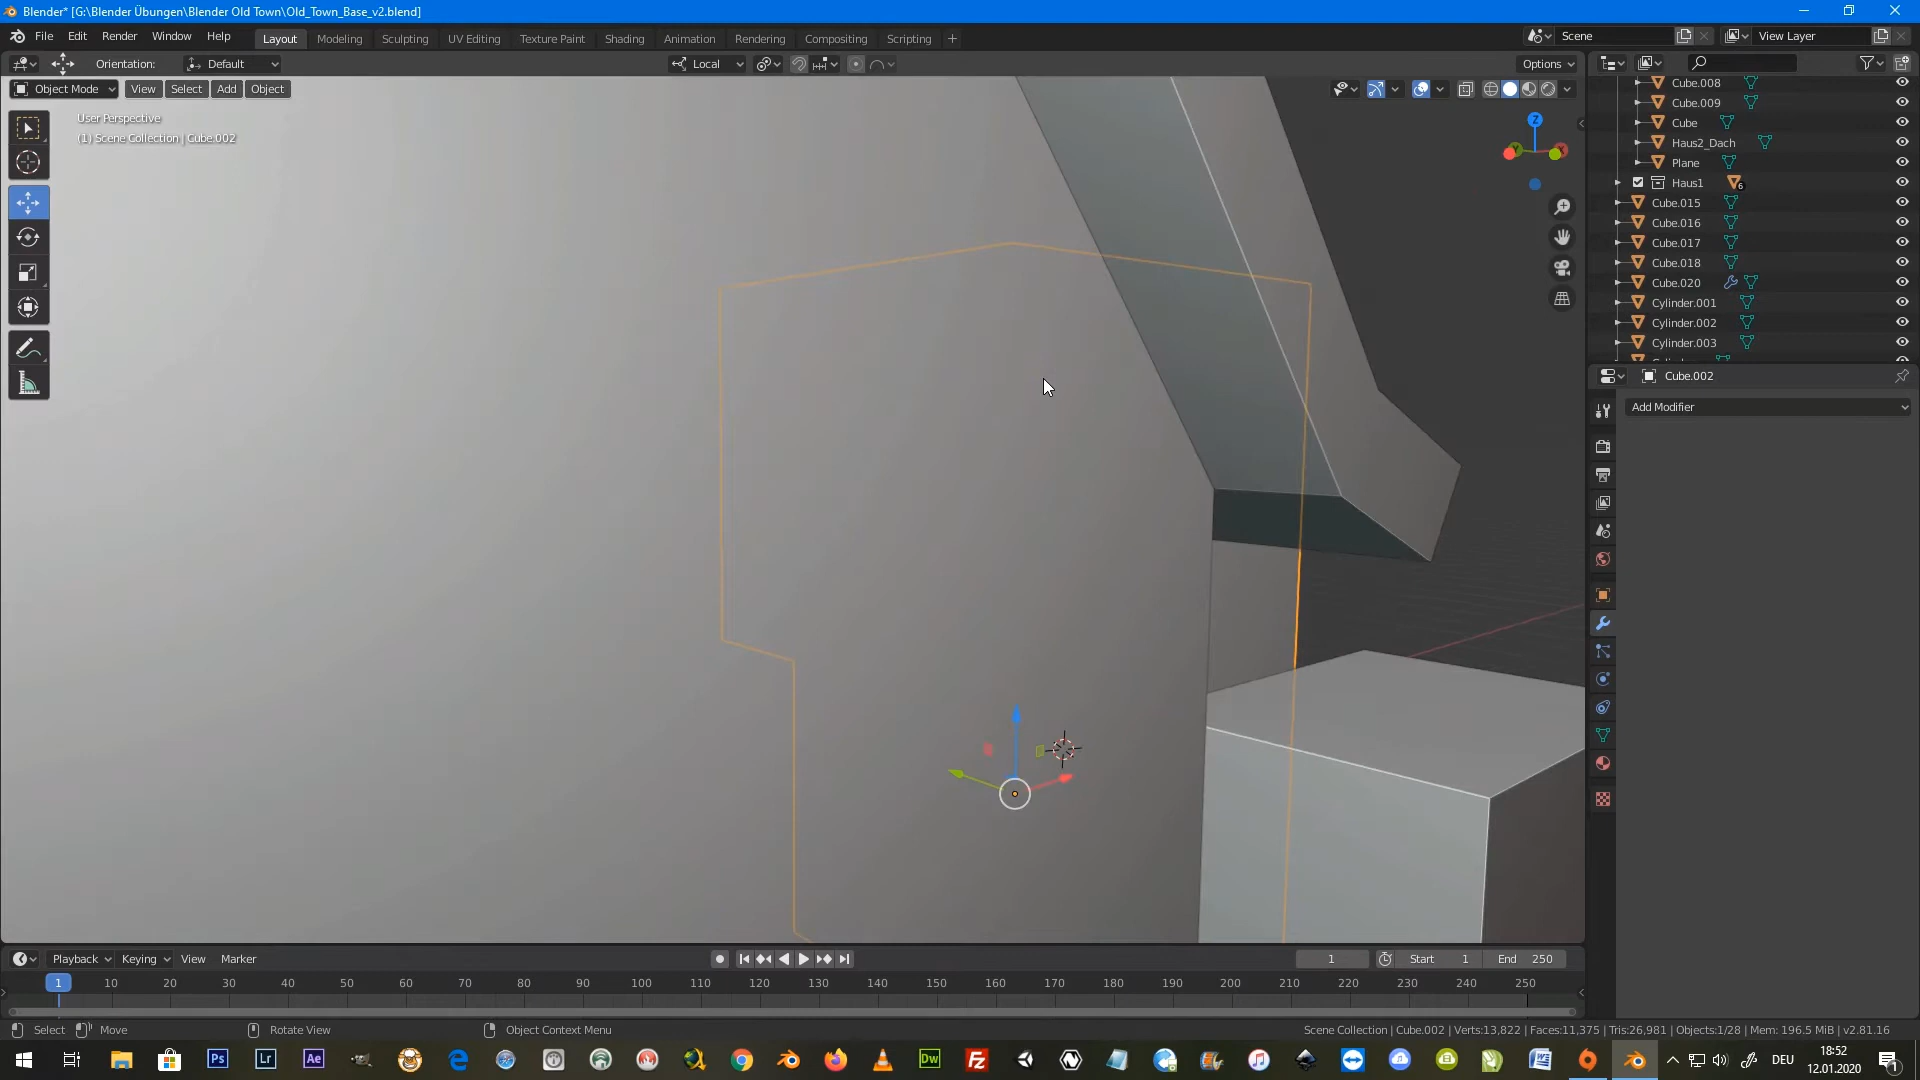 Blender* [G:\Blender Übungen\Blender Old Town\Old_Town_Base_v2.blend]
File Edit Render Window Help
Layout Modeling Sculpting UV Editing Texture Paint Shading Animation Rendering Compositing Scripting +
Scene View Layer
Orientation: Default Local Options
Object Mode View Select Add Object
User Perspective
(1) Scene Collection | Cube.002
Z
Cube.008
Cube.009
Cube
Haus2_Dach
Plane
Haus1 6
Cube.015
Cube.016
Cube.017
Cube.018
Cube.020
Cylinder.001
Cylinder.002
Cylinder.003
Cube.002
Add Modifier
Playback Keying View Marker 1 Start 1 End 250
1 10 20 30 40 50 60 70 80 90 100 110 120 130 140 150 160 170 180 190 200 210 220 230 240 250
Select Move Rotate View Object Context Menu Scene Collection | Cube.002 | Verts:13,822 | Faces:11,375 | Tris:26,981 | Objects:1/28 | Mem: 196.5 MiB | v2.81.16
Ps Lr Ae Dw Fz DEU
18:52
12.01.2020
1